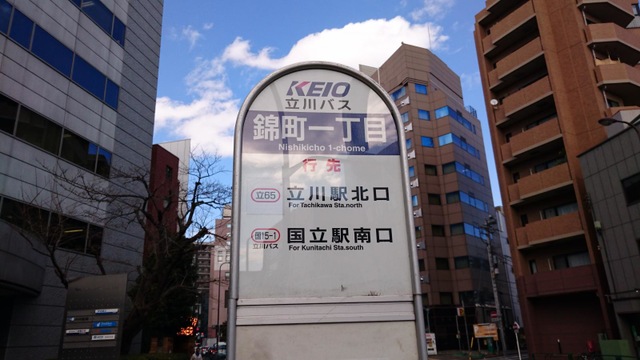 KEIO
立川バス
錦町一丁目
Nishikicho 1-chome
行先
立65 立川駅北口
For Tachikawa Sta.north
国15-1 国立駅南口
立川バス For Kunitachi Sta.south